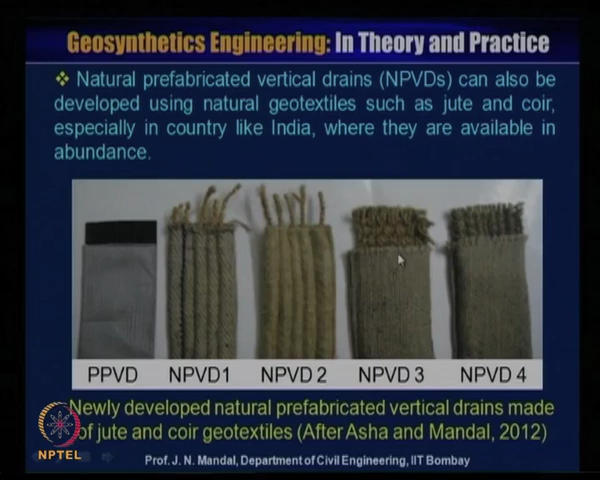 Geosynthetics Engineering: In Theory and Practice
❖ Natural prefabricated vertical drains (NPVDs) can also be
developed using natural geotextiles such as jute and coir,
especially in country like India, where they are available in
abundance.
PPVD NPVD1 NPVD 2 NPVD 3 NPVD 4
Newly developed natural prefabricated vertical drains made
of jute and coir geotextiles (After Asha and Mandal, 2012)
NPTEL
Prof. J. N. Mandal, Department of Civil Engineering, IIT Bombay